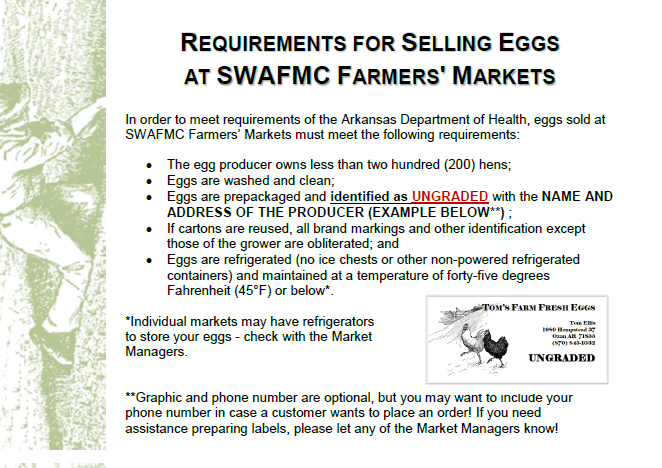 REQUIREMENTS FOR SELLING EGGS
AT SWAFMC FARMERS' MARKETS
In order to meet requirements of the Arkansas Department of Health, eggs sold at
SWAFMC Farmers' Markets must meet the following requirements:
• The egg producer owns less than two hundred (200) hens;
• Eggs are washed and clean;
• Eggs are prepackaged and identified as UNGRADED with the NAME AND
ADDRESS OF THE PRODUCER (EXAMPLE BELOW**) ;
• If cartons are reused, all brand markings and other identification except
those of the grower are obliterated; and
• Eggs are refrigerated (no ice chests or other non-powered refrigerated
containers) and maintained at a temperature of forty-five degrees
Fahrenheit (45°F) or below*.
*Individual markets may have refrigerators
to store your eggs - check with the Market
Managers.
TOM'S FARM FRESH EGGS
Tom Ellis
1980 Hempstead 37
Ozan AR 71855
(870) 845-1032
UNGRADED
**Graphic and phone number are optional, but you may want to include your
phone number in case a customer wants to place an order! If you need
assistance preparing labels, please let any of the Market Managers know!